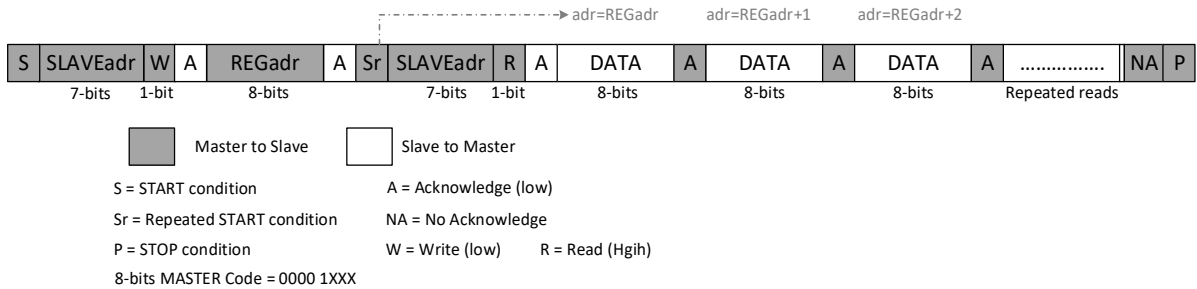 adr=REGadr adr=REGadr+1 adr=REGadr+2
S SLAVEadr W A REGadr A Sr SLAVEadr R A DATA A DATA A DATA A ................ NA P
7-bits 1-bit 8-bits 7-bits 1-bit 8-bits 8-bits 8-bits Repeated reads
Master to Slave Slave to Master
S = START condition A = Acknowledge (low)
Sr = Repeated START condition NA = No Acknowledge
P = STOP condition W = Write (low) R = Read (Hgih)
8-bits MASTER Code = 0000 1XXX